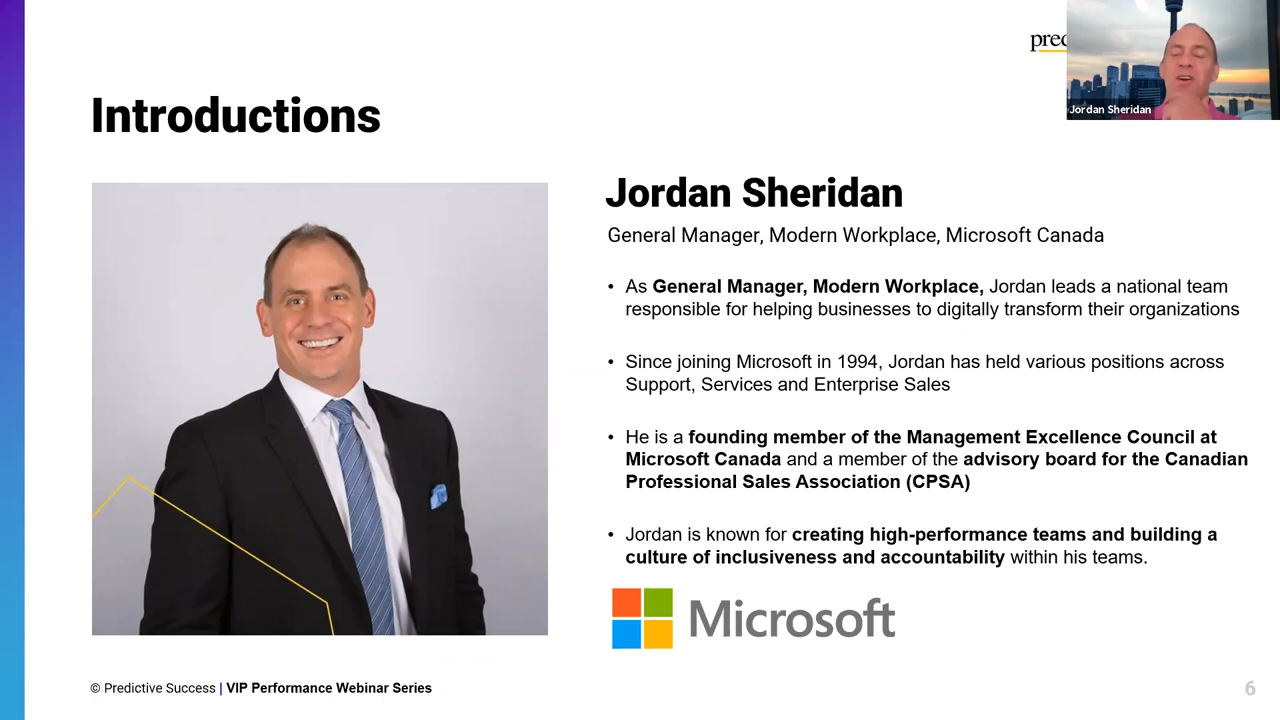 prec
Jordan Sheridan
Introductions
Jordan Sheridan
General Manager, Modern Workplace, Microsoft Canada
• As General Manager, Modern Workplace, Jordan leads a national team
responsible for helping businesses to digitally transform their organizations
• Since joining Microsoft in 1994, Jordan has held various positions across
Support, Services and Enterprise Sales
• He is a founding member of the Management Excellence Council at
Microsoft Canada and a member of the advisory board for the Canadian
Professional Sales Association (CPSA)
• Jordan is known for creating high-performance teams and building a
culture of inclusiveness and accountability within his teams.
Microsoft
© Predictive Success | VIP Performance Webinar Series
6